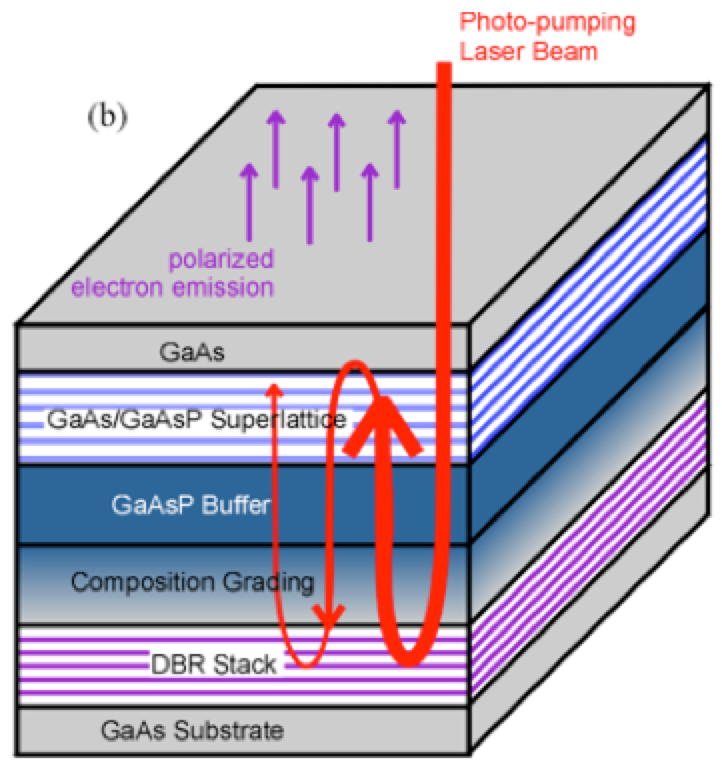 Photo-pumping
Laser Beam
(b)
polarized
electron emission
GaAs
GaAs/GaAsP Superlattice
GaAsP Buffer
Composition Grading
DBR Stack
GaAs Substrate